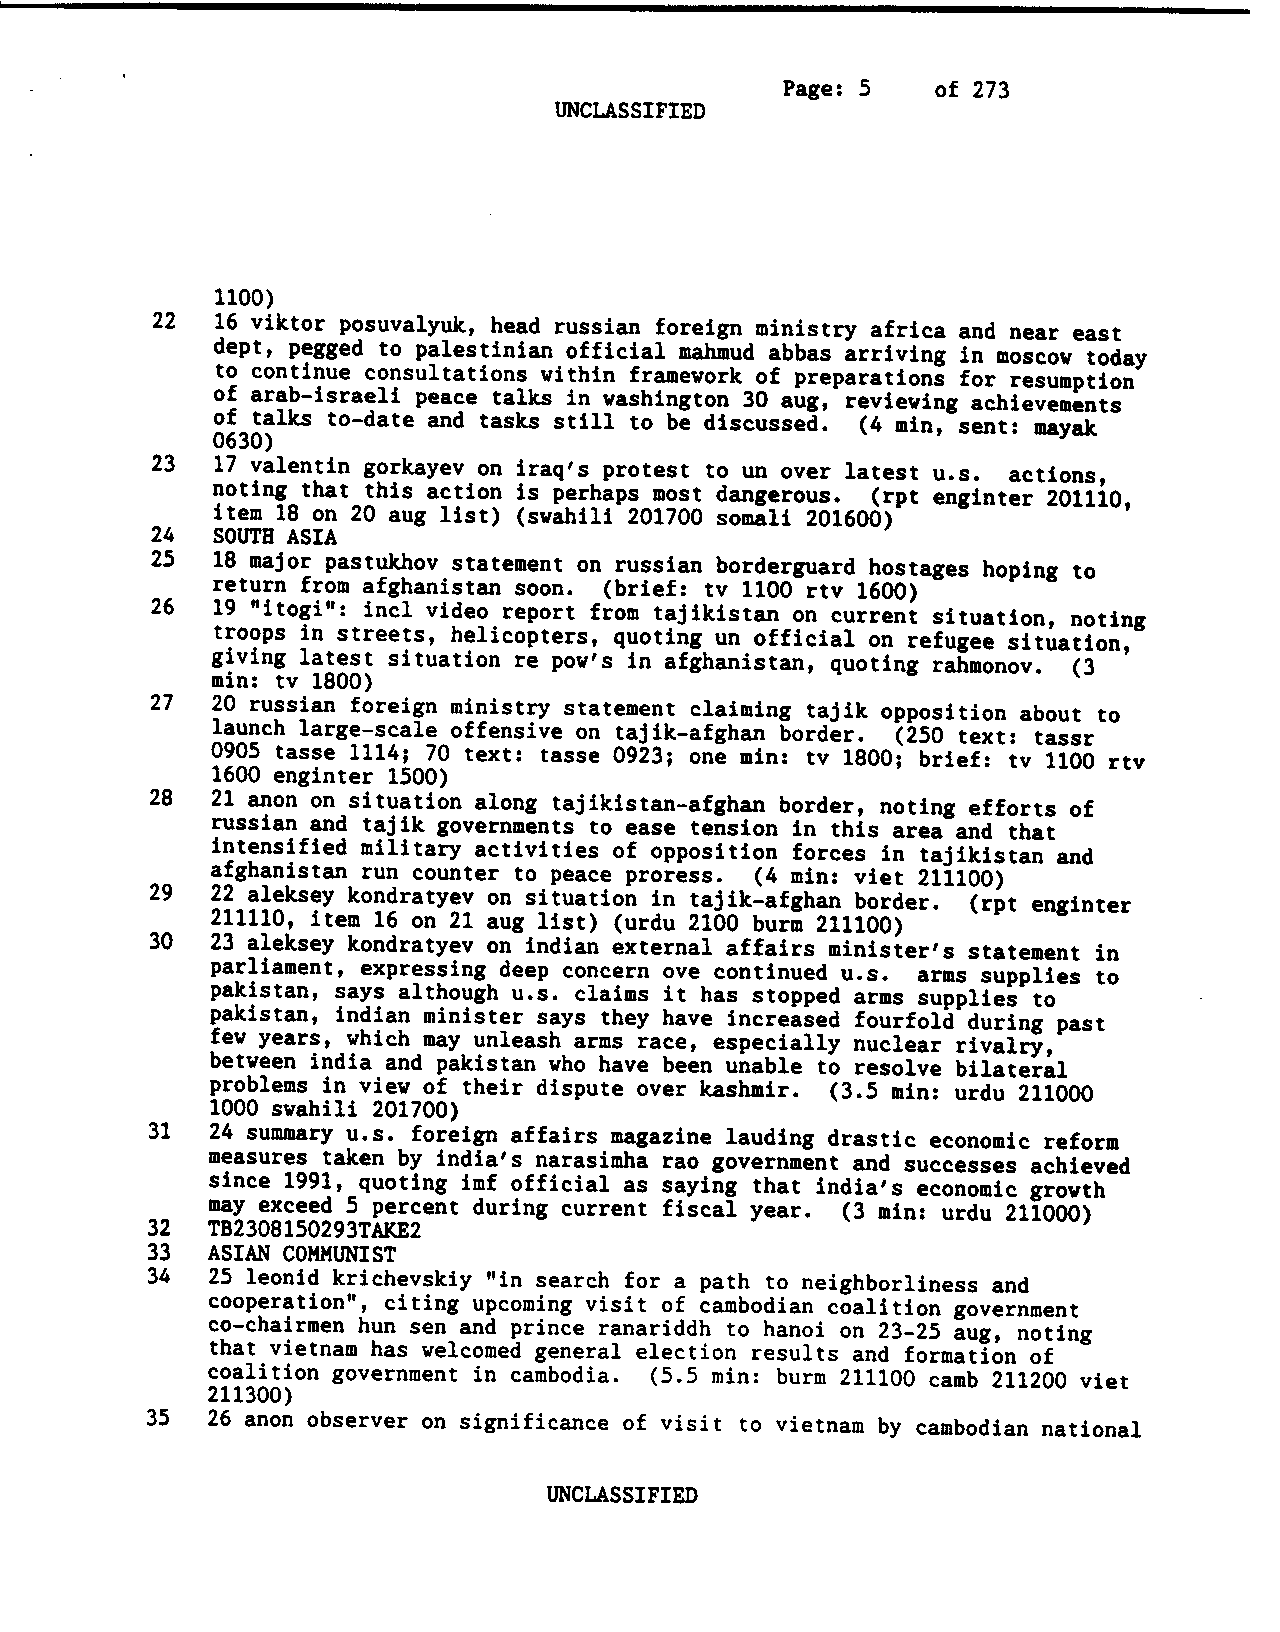 Page: 5 of 273
UNCLASSIFIED
1100)
22 16 viktor posuvalyuk, head russian foreign ministry africa and near east
dept, pegged to palestinian official mahmud abbas arriving in moscow today
to continue consultations within framework of preparations for resumption
of arab-israeli peace talks in washington 30 aug, reviewing achievements
of talks to-date and tasks still to be discussed. (4 min, sent: mayak
0630)
23 17 valentin gorkayev on iraq's protest to un over latest u.s. actions,
noting that this action is perhaps most dangerous. (rpt enginter 201110,
item 18 on 20 aug list) (swahili 201700 somali 201600)
24 SOUTH ASIA
25 18 major pastukhov statement on russian borderguard hostages hoping to
return from afghanistan soon. (brief: tv 1100 rtv 1600)
26 19 "itogi": incl video report from tajikistan on current situation, noting
troops in streets, helicopters, quoting un official on refugee situation,
giving latest situation re pow's in afghanistan, quoting rahmonov. (3
min: tv 1800)
27 20 russian foreign ministry statement claiming tajik opposition about to
launch large-scale offensive on tajik-afghan border. (250 text: tassr
0905 tasse 1114; 70 text: tasse 0923; one min: tv 1800; brief: tv 1100 rtv
1600 enginter 1500)
28 21 anon on situation along tajikistan-afghan border, noting efforts of
russian and tajik governments to ease tension in this area and that
intensified military activities of opposition forces in tajikistan and
afghanistan run counter to peace proress. (4 min: viet 211100)
29 22 aleksey kondratyev on situation in tajik-afghan border. (rpt enginter
211110, item 16 on 21 aug list) (urdu 2100 burm 211100)
30 23 aleksey kondratyev on indian external affairs minister's statement in
parliament, expressing deep concern ove continued u.s. arms supplies to
pakistan, says although u.s. claims it has stopped arms supplies to
pakistan, indian minister says they have increased fourfold during past
few years, which may unleash arms race, especially nuclear rivalry,
between india and pakistan who have been unable to resolve bilateral
problems in view of their dispute over kashmir. (3.5 min: urdu 211000
1000 swahili 201700)
31 24 summary u.s. foreign affairs magazine lauding drastic economic reform
measures taken by india's narasimha rao government and successes achieved
since 1991, quoting imf official as saying that india's economic growth
may exceed 5 percent during current fiscal year. (3 min: urdu 211000)
32 TB2308150293TAKE2
33 ASIAN COMMUNIST
34 25 leonid krichevskiy "in search for a path to neighborliness and
cooperation", citing upcoming visit of cambodian coalition government
co-chairmen hun sen and prince ranariddh to hanoi on 23-25 aug, noting
that vietnam has welcomed general election results and formation of
coalition government in cambodia. (5.5 min: burm 211100 camb 211200 viet
211300)
35 26 anon observer on significance of visit to vietnam by cambodian national
UNCLASSIFIED